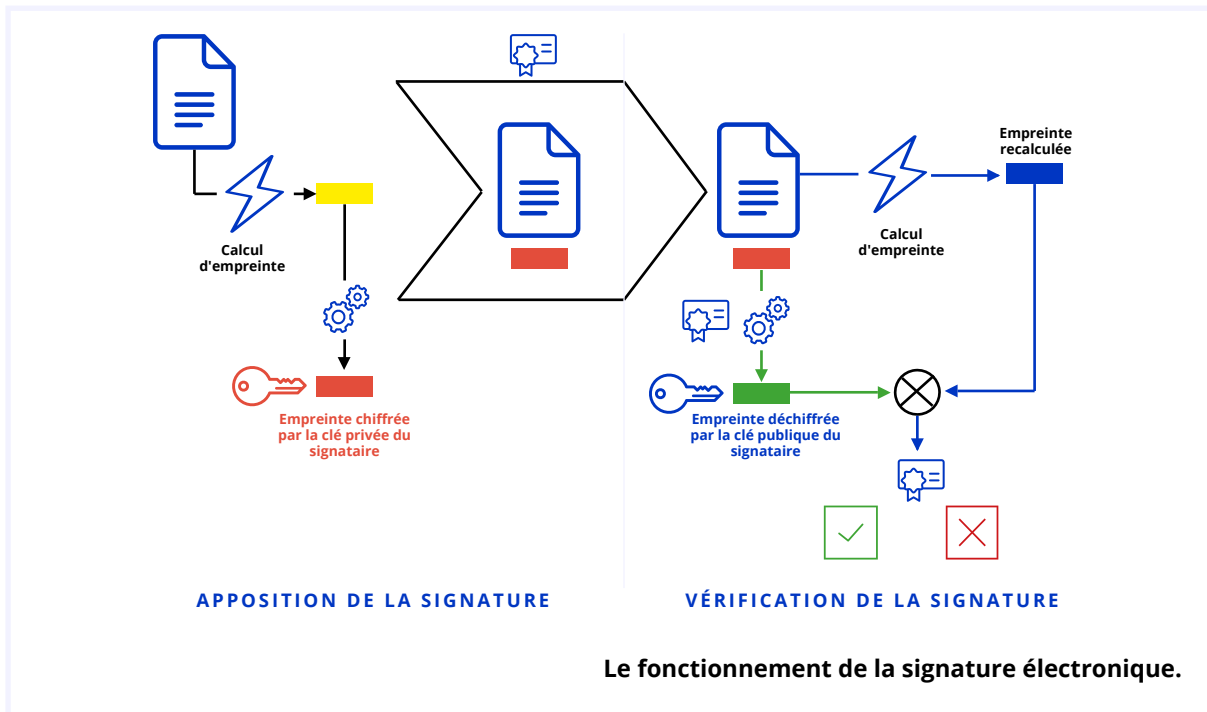 Calcul
d'empreinte
Empreinte chiffrée
par la clé privée du
signataire
Empreinte
recalculée
Calcul
d'empreinte
Empreinte déchiffrée
par la clé publique du
signataire
APPOSITION DE LA SIGNATURE
VÉRIFICATION DE LA SIGNATURE
Le fonctionnement de la signature électronique.